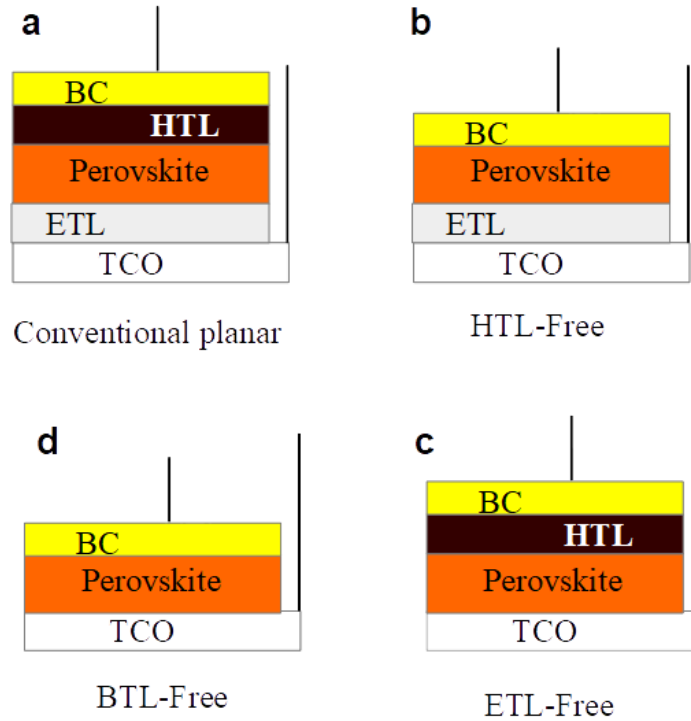 a
BC
HTL
Perovskite
ETL
TCO
Conventional planar
b
BC
Perovskite
ETL
TCO
HTL-Free
d
BC
Perovskite
TCO
BTL-Free
c
BC
HTL
Perovskite
TCO
ETL-Free